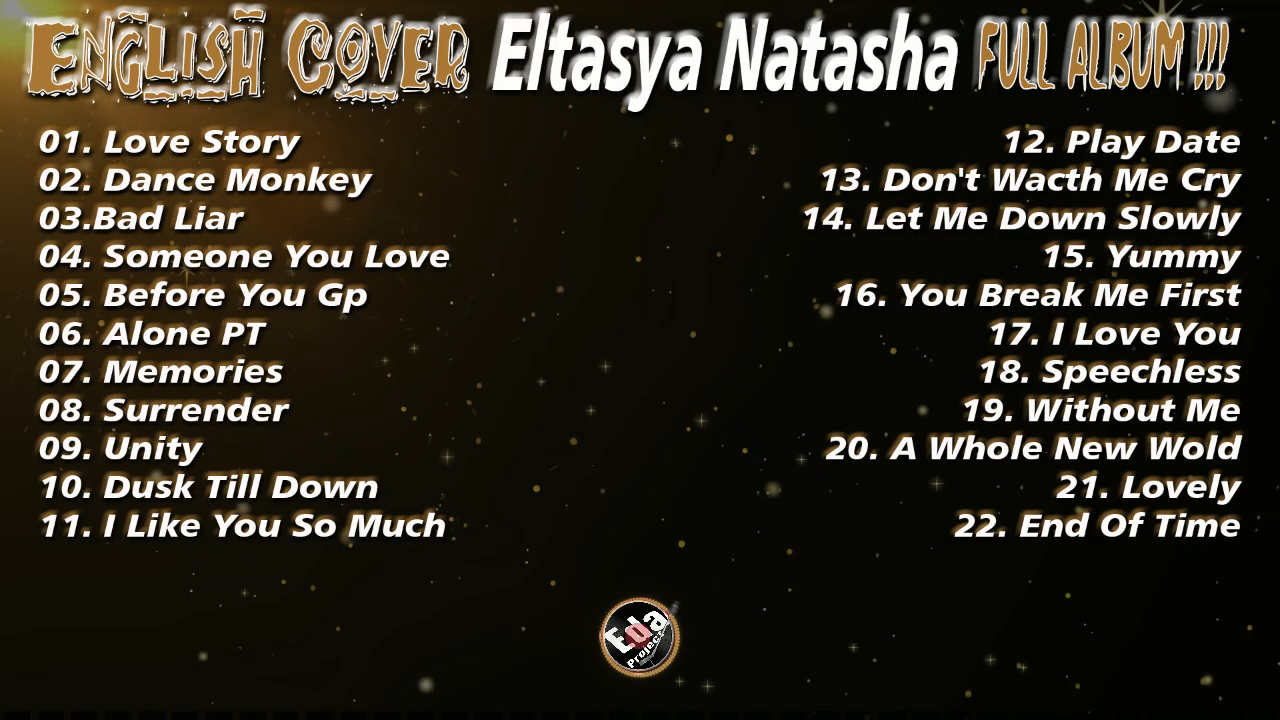 English Cover Eltasya Natasha FULL ALBUM !!!
01. Love Story
02. Dance Monkey
03.Bad Liar
04. Someone You Love
05. Before You Gp
06. Alone PT
07. Memories
08. Surrender
09. Unity
10. Dusk Till Down
11. I Like You So Much
12. Play Date
13. Don't Wacth Me Cry
14. Let Me Down Slowly
15. Yummy
16. You Break Me First
17. I Love You
18. Speechless
19. Without Me
20. A Whole New Wold
21. Lovely
22. End Of Time
Eda
Project